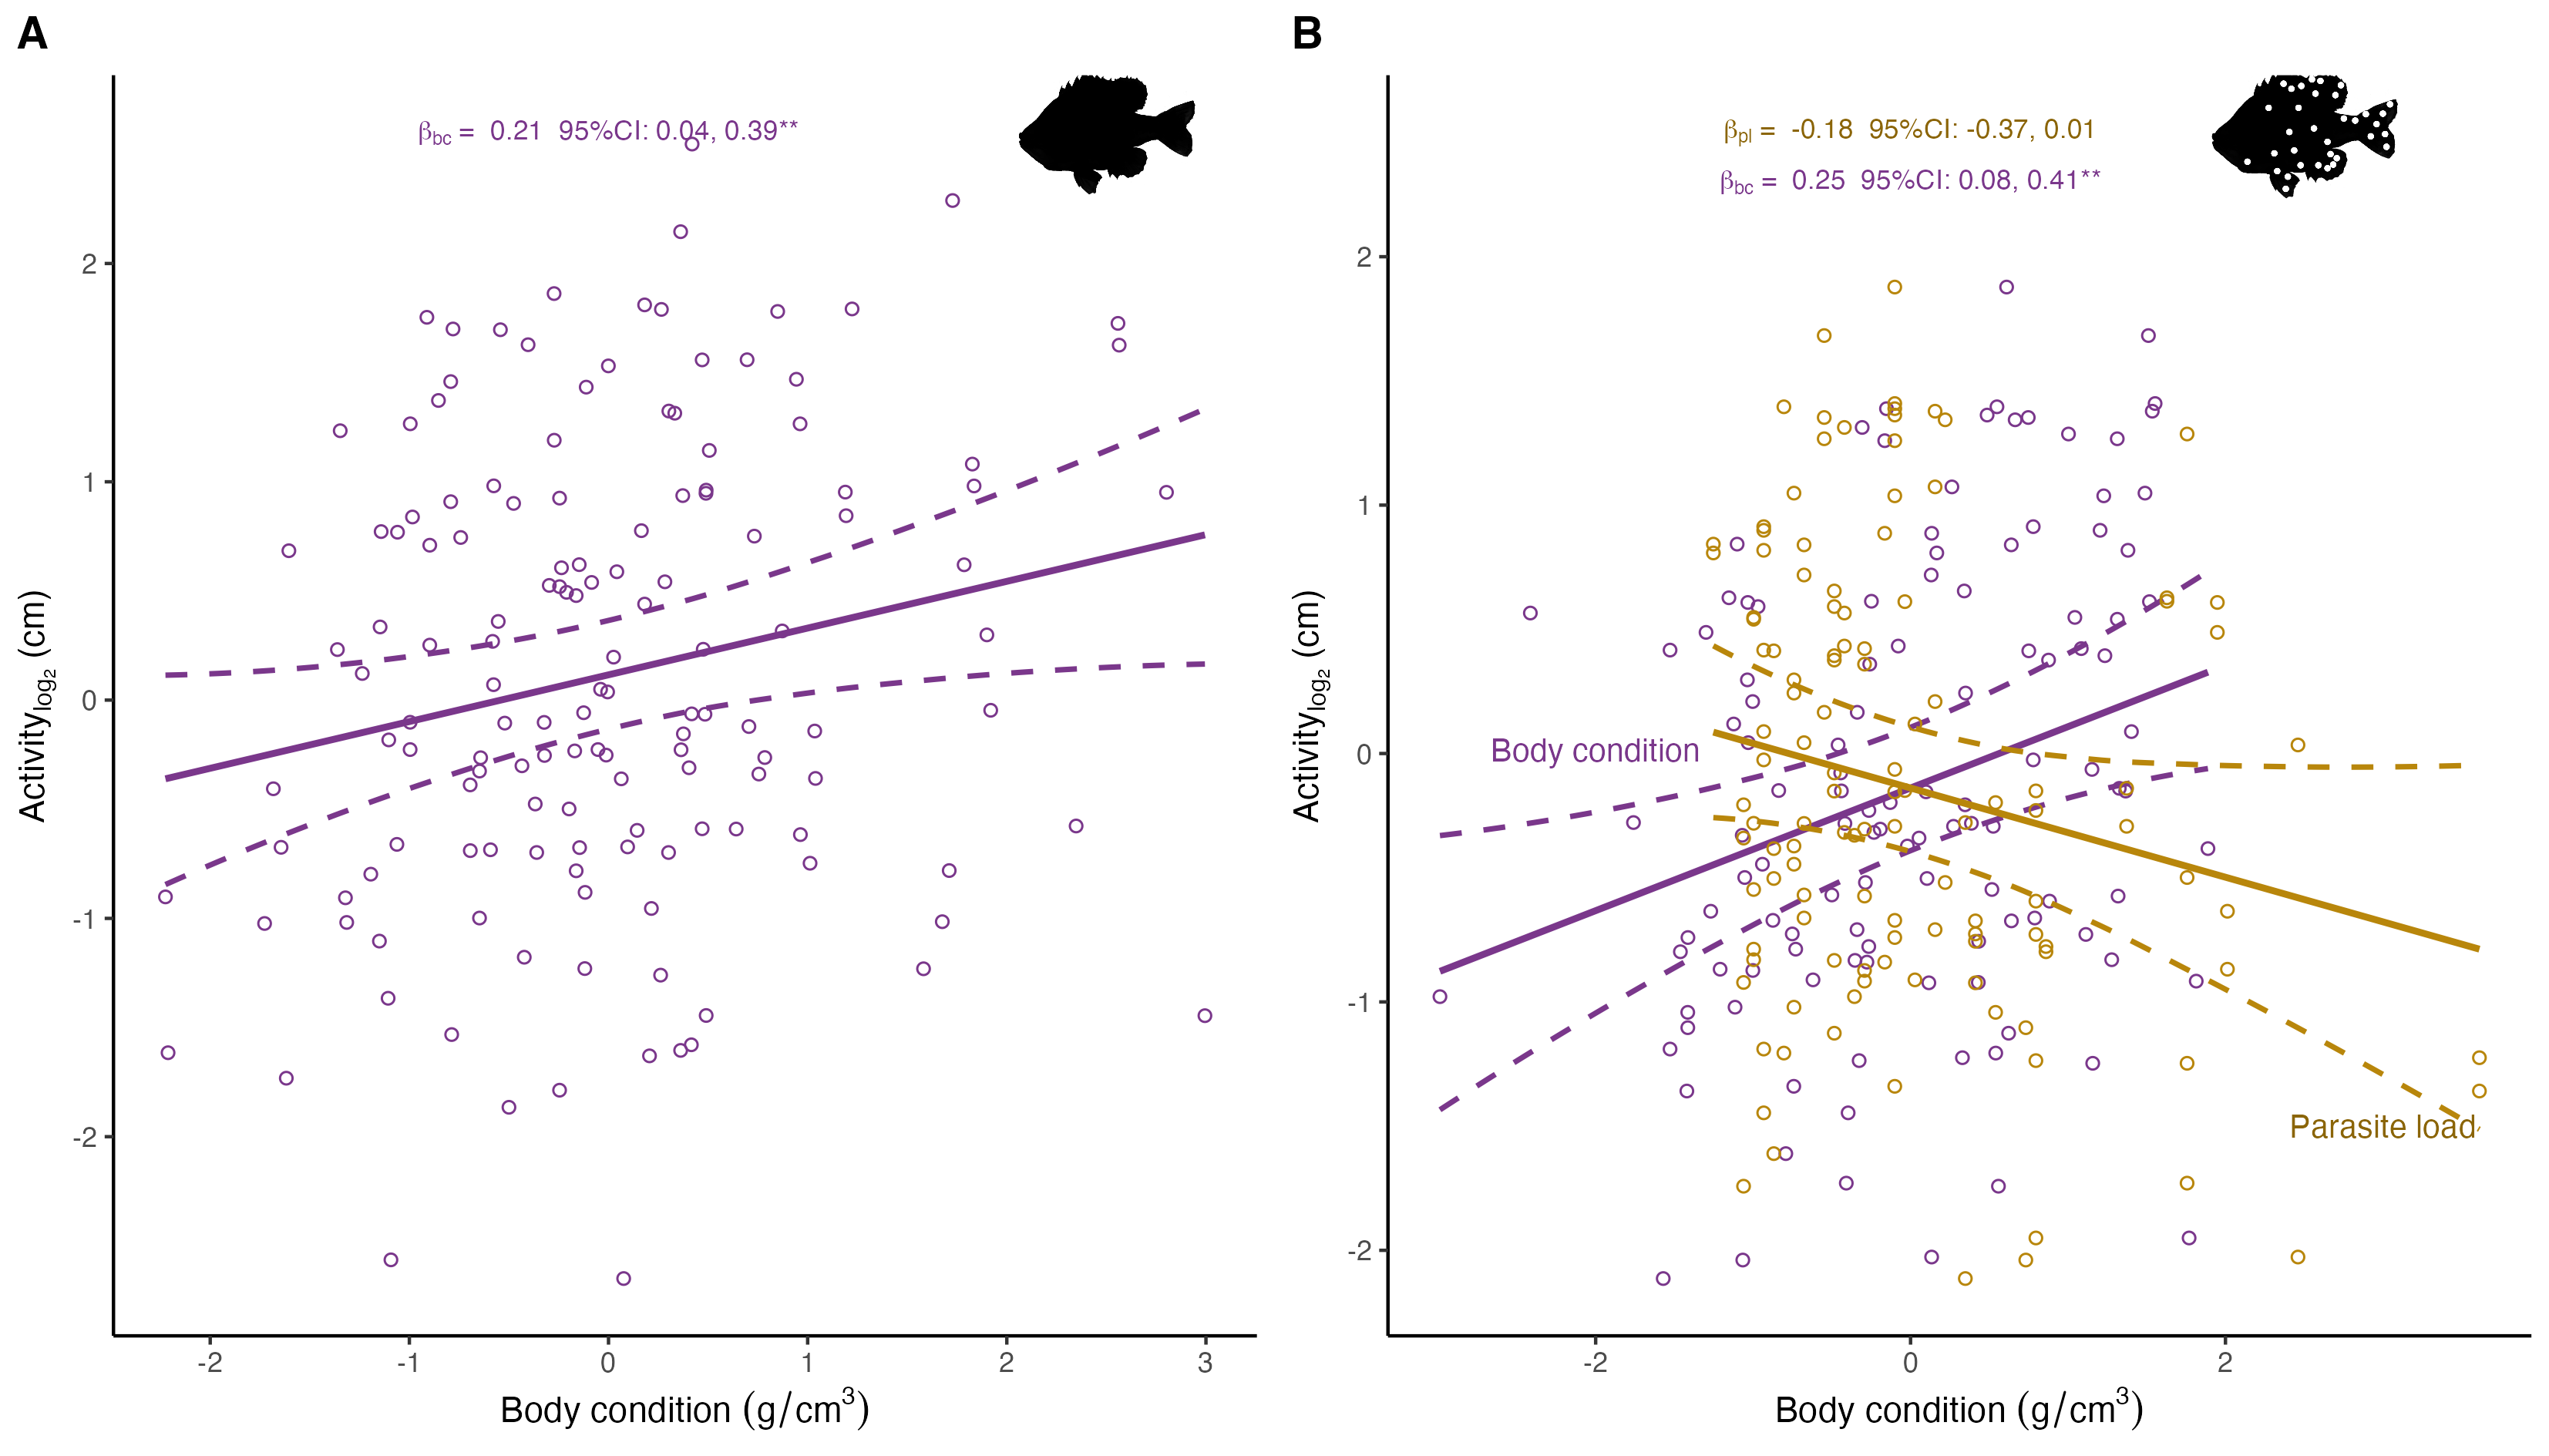 A
βbc = 0.21 95%CI: 0.04, 0.39**
2
1
0
-1
-2
-2 -1 0 1 2 3
Activitylog2 (cm)
Body condition (g/cm³)
B
βpl = -0.18 95%CI: -0.37, 0.01
βbc = 0.25 95%CI: 0.08, 0.41**
2
1
0
-1
-2
Body condition
Parasite load
-2 0 2
Activitylog2 (cm)
Body condition (g/cm³)